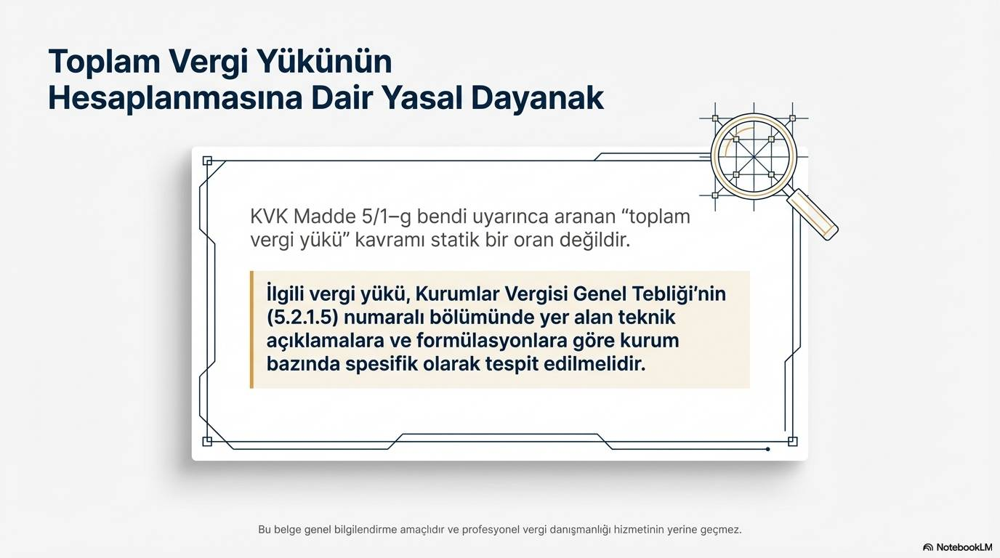 Toplam Vergi Yükünün
Hesaplanmasına Dair Yasal Dayanak
KVK Madde 5/1–g bendi uyarınca aranan “toplam
vergi yükü” kavramı statik bir oran değildir.
İlgili vergi yükü, Kurumlar Vergisi Genel Tebliği’nin
(5.2.1.5) numaralı bölümünde yer alan teknik
açıklamalara ve formülasyonlara göre kurum
bazında spesifik olarak tespit edilmelidir.
Bu belge genel bilgilendirme amaçlıdır ve profesyonel vergi danışmanlığı hizmetinin yerine geçmez.
NotebookLM